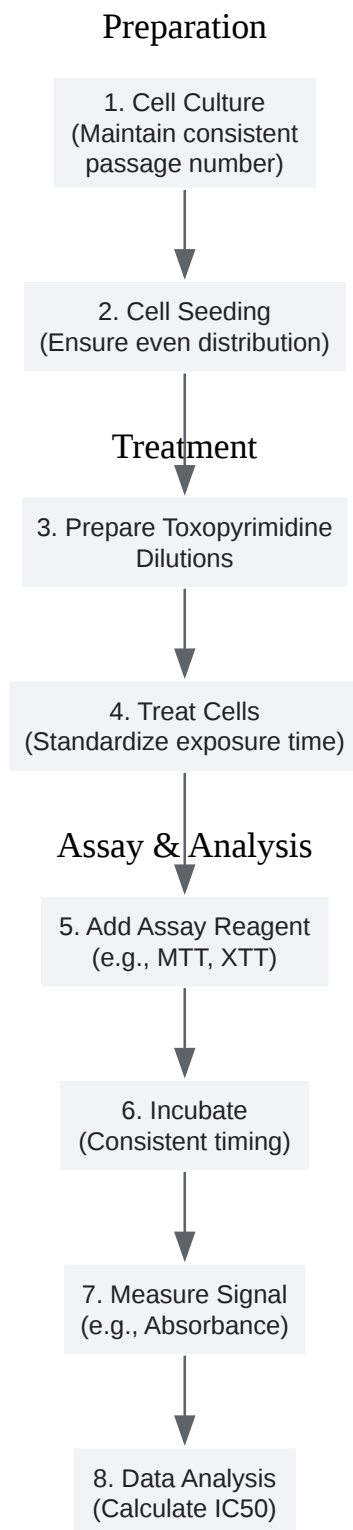 Preparation
1. Cell Culture
(Maintain consistent
passage number)
2. Cell Seeding
(Ensure even distribution)
Treatment
3. Prepare Toxopyrimidine
Dilutions
4. Treat Cells
(Standardize exposure time)
Assay & Analysis
5. Add Assay Reagent
(e.g., MTT, XTT)
6. Incubate
(Consistent timing)
7. Measure Signal
(e.g., Absorbance)
8. Data Analysis
(Calculate IC50)